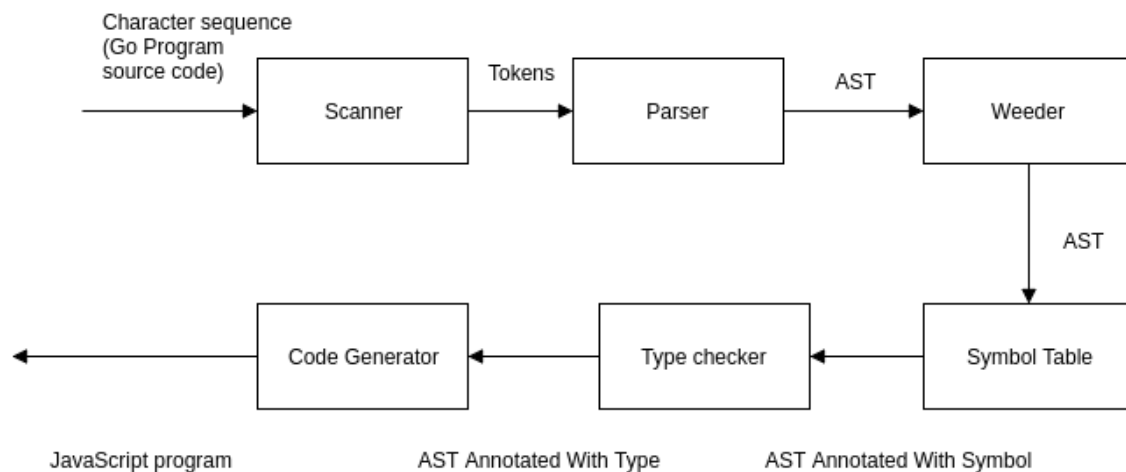 Character sequence
(Go Program
source code)
Scanner
Tokens
Parser
AST
Weeder
AST
Code Generator
Type checker
Symbol Table
JavaScript program
AST Annotated With Type
AST Annotated With Symbol